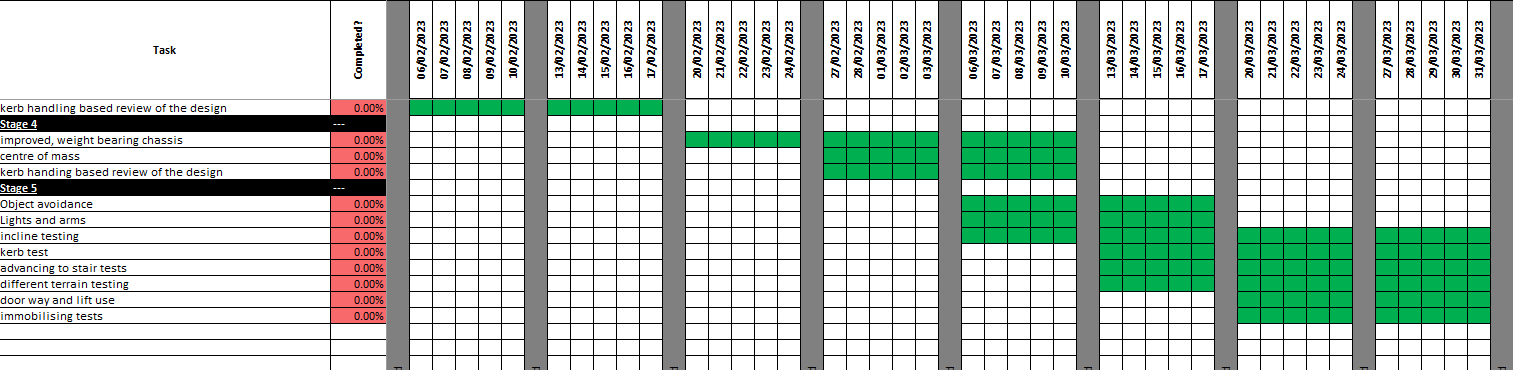 Task Completed? 06/02/2023 07/02/2023 08/02/2023 09/02/2023 10/02/2023 13/02/2023 14/02/2023 15/02/2023 16/02/2023 17/02/2023 20/02/2023 21/02/2023 22/02/2023 23/02/2023 24/02/2023 27/02/2023 28/02/2023 01/03/2023 02/03/2023 03/03/2023 06/03/2023 07/03/2023 08/03/2023 09/03/2023 10/03/2023 13/03/2023 14/03/2023 15/03/2023 16/03/2023 17/03/2023 20/03/2023 21/03/2023 22/03/2023 23/03/2023 24/03/2023 27/03/2023 28/03/2023 29/03/2023 30/03/2023 31/03/2023
kerb handling based review of the design 0.00%
Stage 4 ---
improved, weight bearing chassis 0.00%
centre of mass 0.00%
kerb handing based review of the design 0.00%
Stage 5 ---
Object avoidance 0.00%
Lights and arms 0.00%
incline testing 0.00%
kerb test 0.00%
advancing to stair tests 0.00%
different terrain testing 0.00%
door way and lift use 0.00%
immobilising tests 0.00%